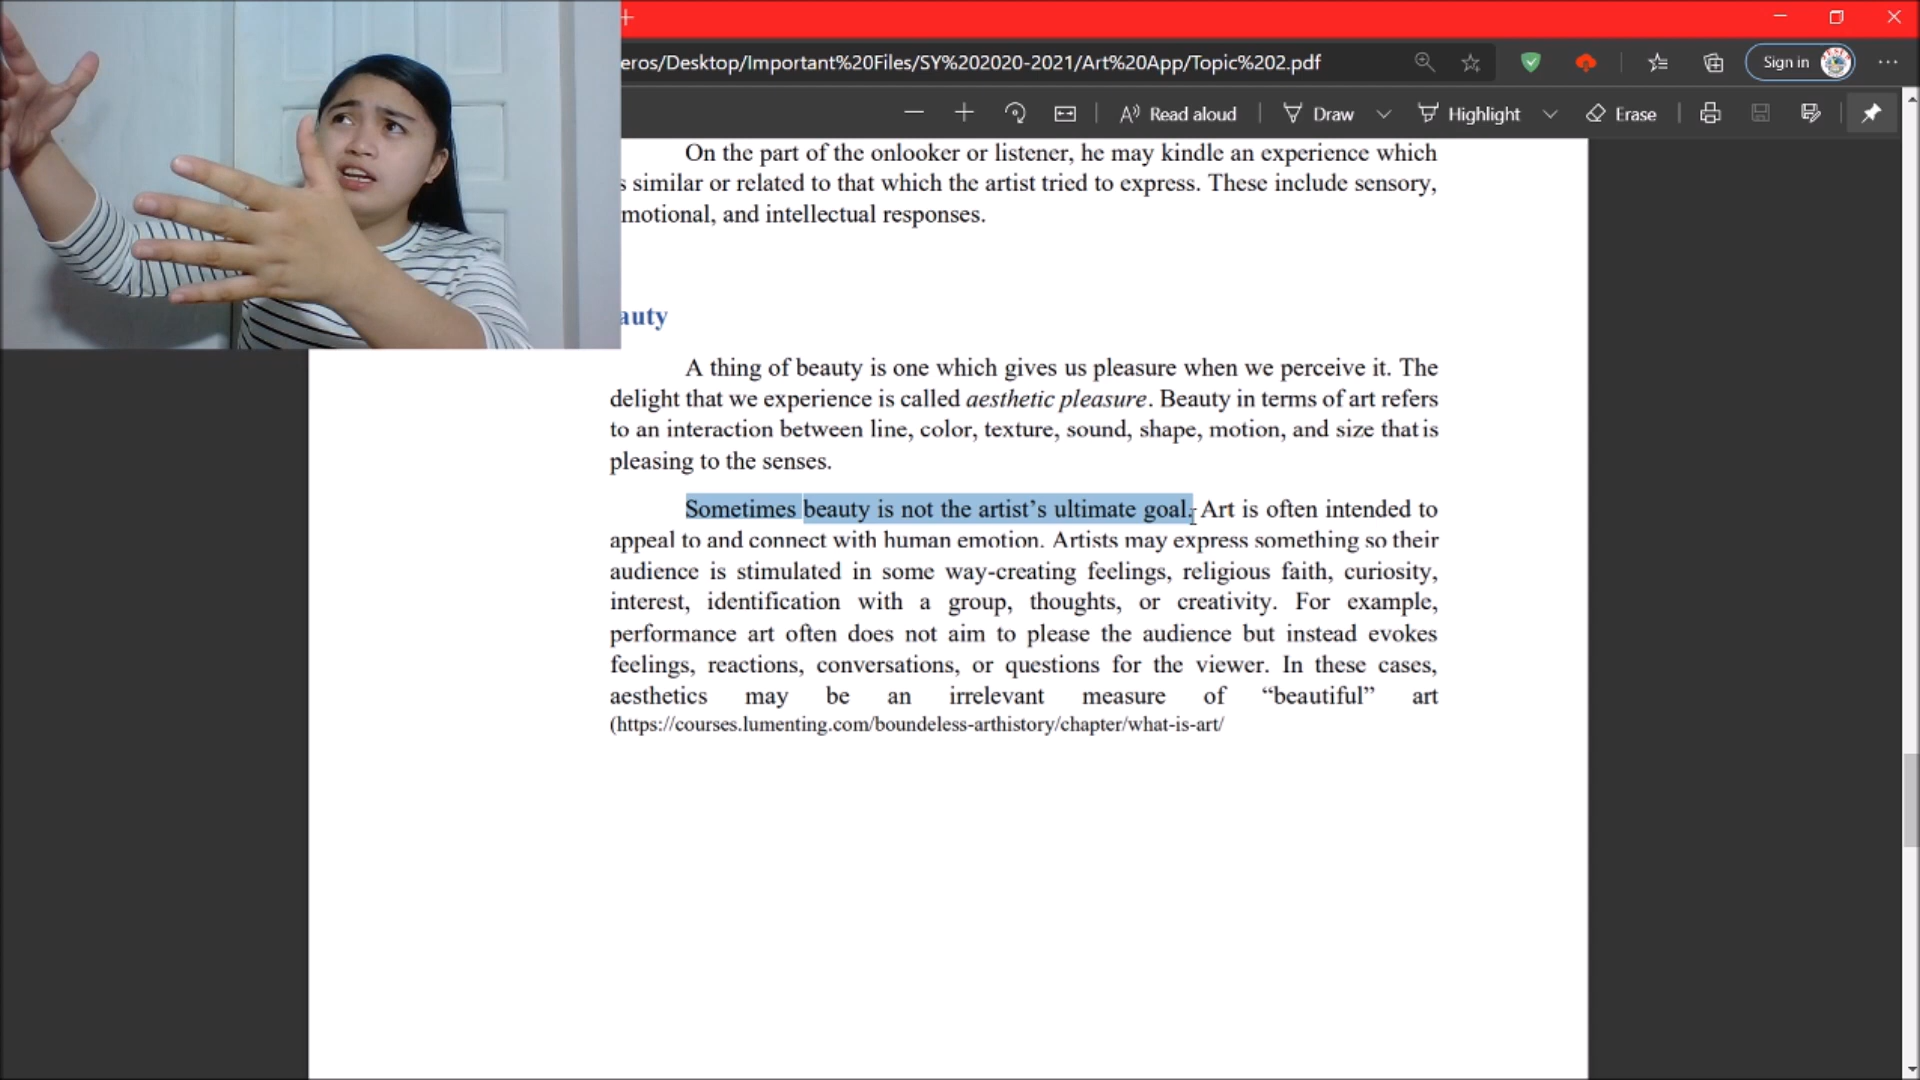 eros/Desktop/Important%20Files/SY%202020-2021/Art%20App/Topic%202.pdf
Sign in
Read aloud
Draw
Highlight
Erase
On the part of the onlooker or listener, he may kindle an experience which
s similar or related to that which the artist tried to express. These include sensory,
motional, and intellectual responses.
auty
A thing of beauty is one which gives us pleasure when we perceive it. The
delight that we experience is called aesthetic pleasure. Beauty in terms of art refers
to an interaction between line, color, texture, sound, shape, motion, and size that is
pleasing to the senses.
Sometimes beauty is not the artist’s ultimate goal. Art is often intended to
appeal to and connect with human emotion. Artists may express something so their
audience is stimulated in some way-creating feelings, religious faith, curiosity,
interest, identification with a group, thoughts, or creativity. For example,
performance art often does not aim to please the audience but instead evokes
feelings, reactions, conversations, or questions for the viewer. In these cases,
aesthetics may be an irrelevant measure of “beautiful” art
(https://courses.lumenting.com/boundeless-arthistory/chapter/what-is-art/